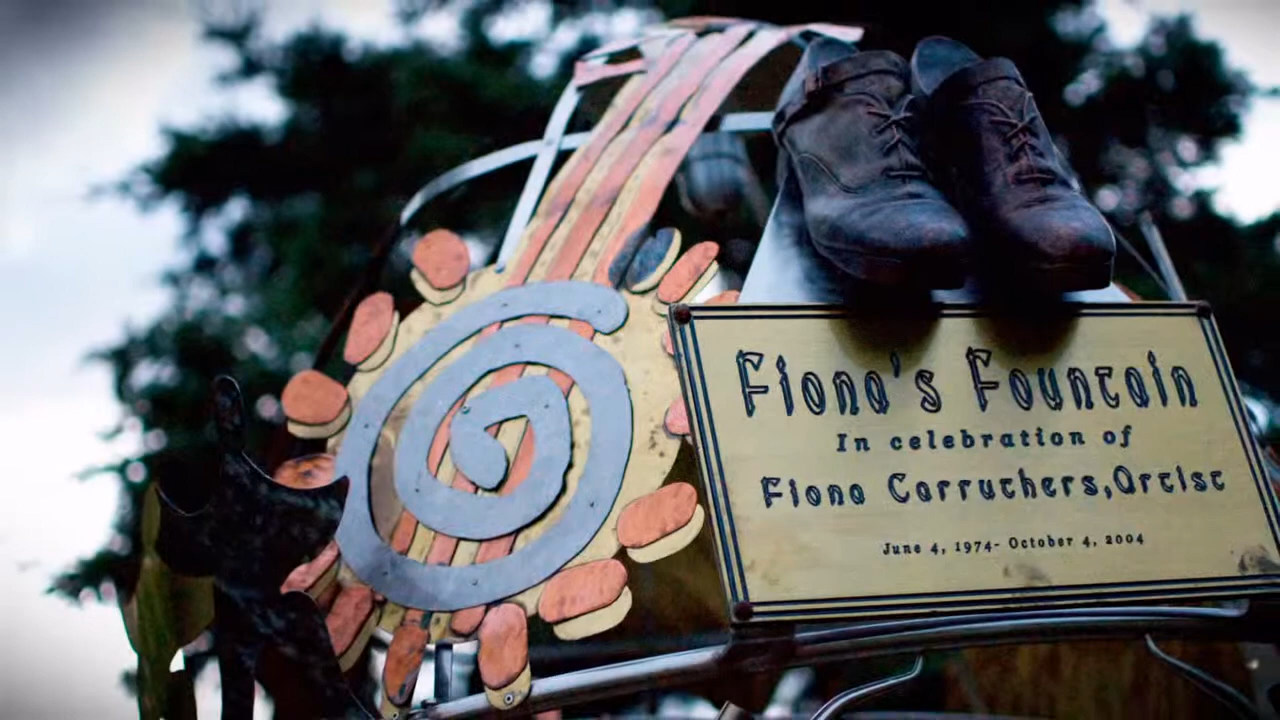 Fiona's Fountain
In celebration of
Fiona Carruthers, Artist
June 4, 1974- October 4, 2004